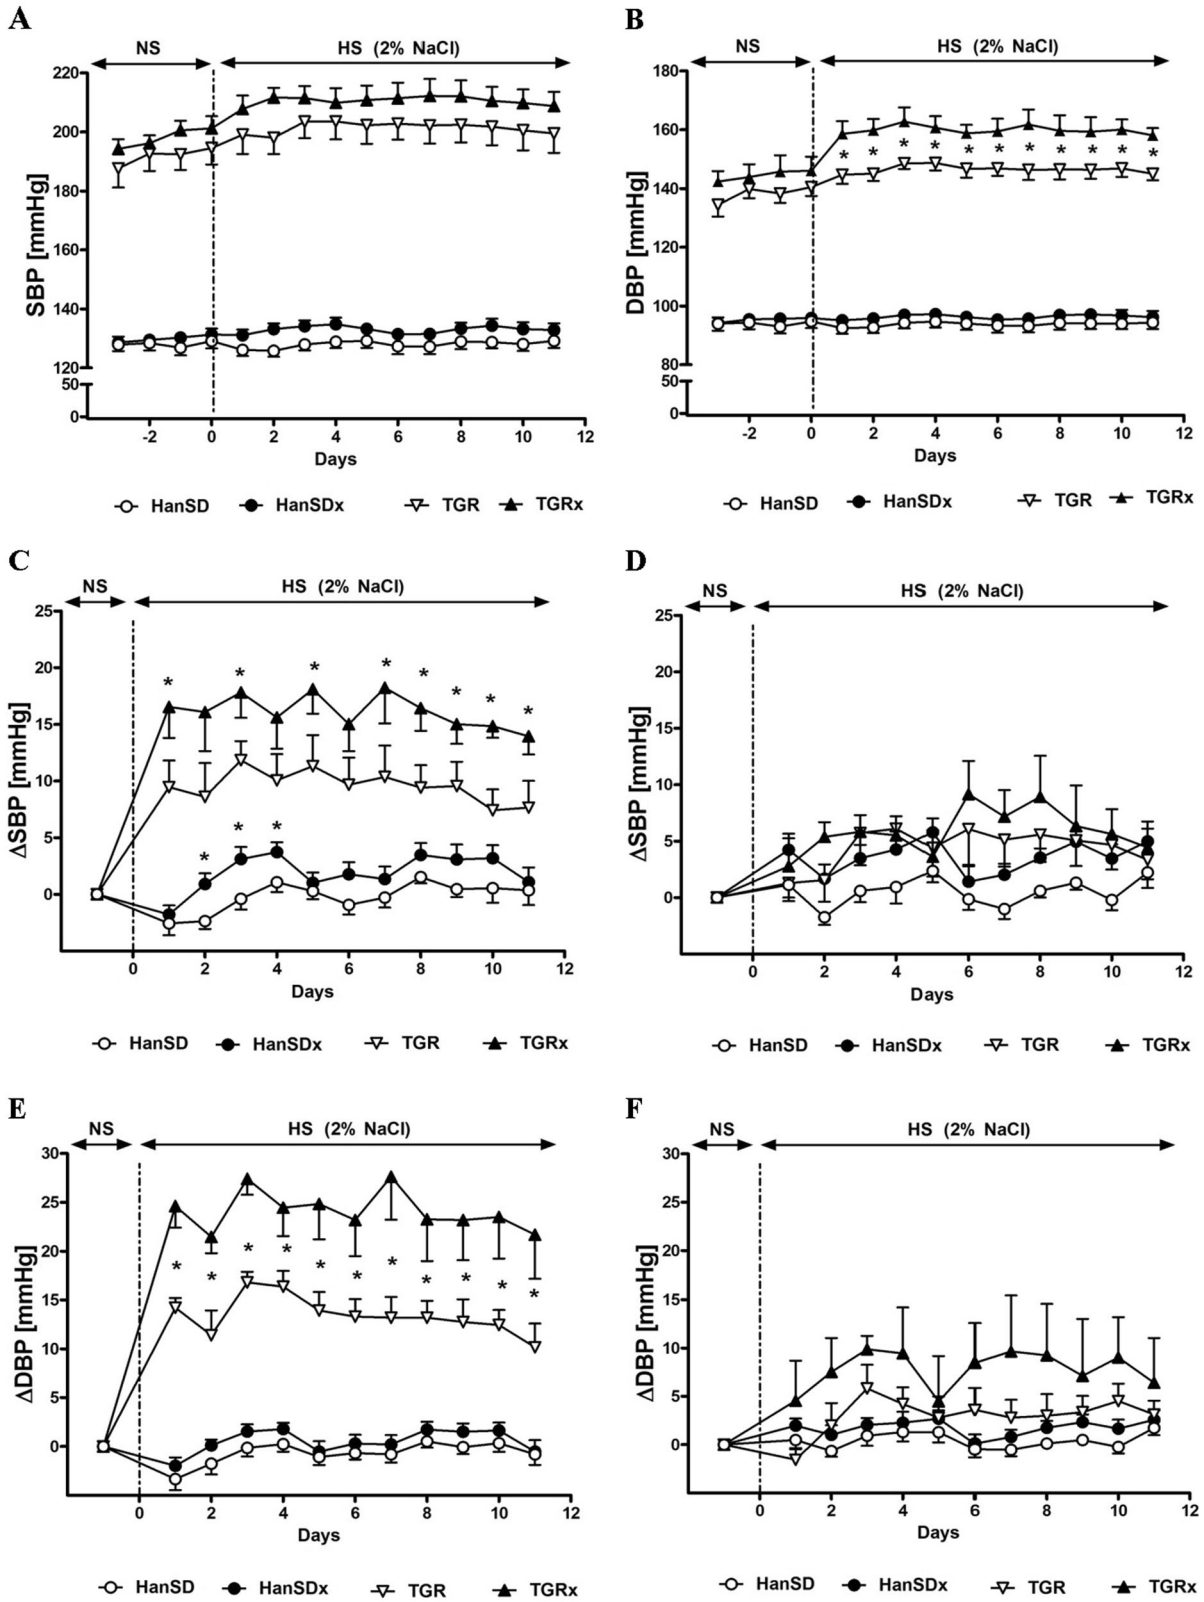 A
B
NS HS (2% NaCl)
NS HS (2% NaCl)
SBP [mmHg]
220
200
180
160
140
120
50
0
-2 0 2 4 6 8 10 12
Days
DBP [mmHg]
180
160
140
120
100
80
50
0
-2 0 2 4 6 8 10 12
Days
* * * * * * * * * * *
HanSD HanSDx TGR TGRx
HanSD HanSDx TGR TGRx
C
D
NS HS (2% NaCl)
NS HS (2% NaCl)
ΔSBP [mmHg]
25
20
15
10
5
0
* * * * * * * *
* * *
0 2 4 6 8 10 12
Days
ΔSBP [mmHg]
25
20
15
10
5
0
0 2 4 6 8 10 12
Days
HanSD HanSDx TGR TGRx
HanSD HanSDx TGR TGRx
E
F
NS HS (2% NaCl)
NS HS (2% NaCl)
ΔDBP [mmHg]
30
25
20
15
10
5
0
* * * * * * * * * * *
0 2 4 6 8 10 12
Days
ΔDBP [mmHg]
30
25
20
15
10
5
0
0 2 4 6 8 10 12
Days
HanSD HanSDx TGR TGRx
HanSD HanSDx TGR TGRx